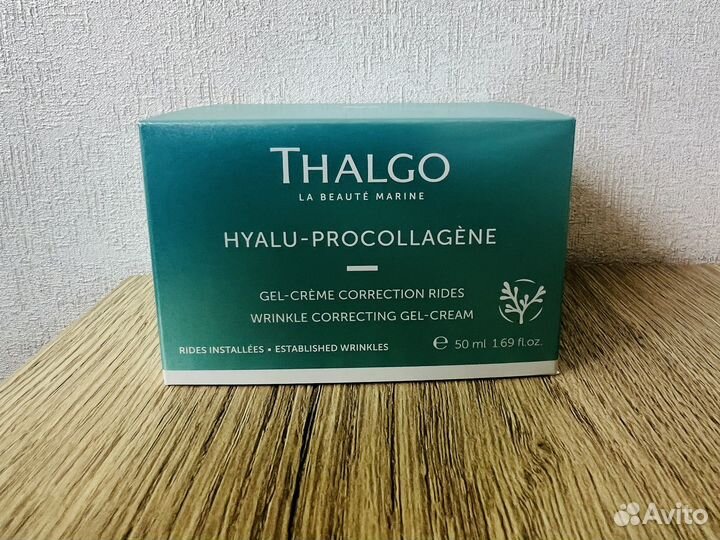 THALGO
LA BEAUTÉ MARINE
HYALU-PROCOLLAGÈNE
GEL-CRÈME CORRECTION RIDES
WRINKLE CORRECTING GEL-CREAM
RIDES INSTALLÉES • ESTABLISHED WRINKLES
℮ 50 ml 1.69 fl.oz.
Avito